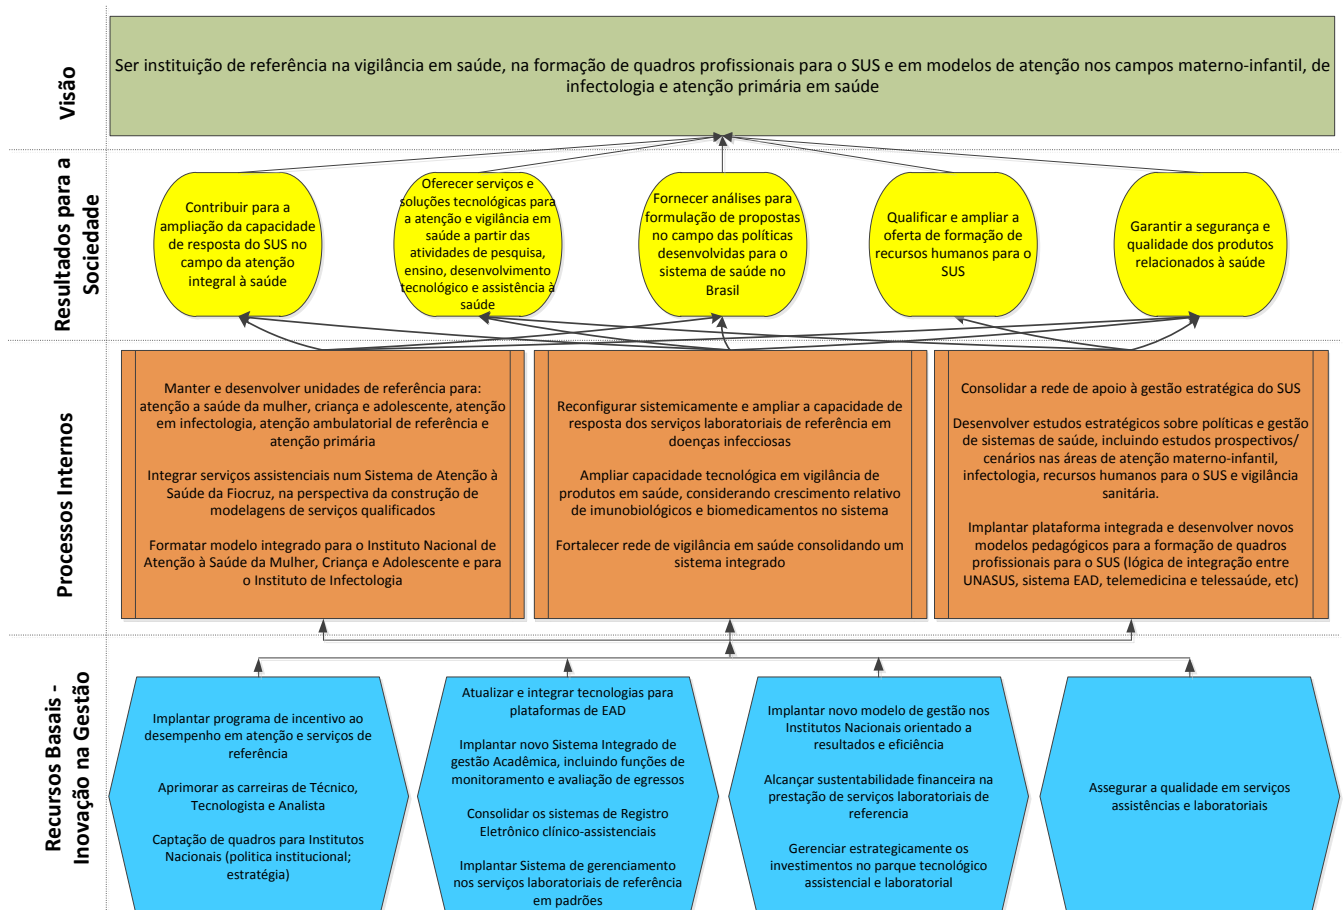 Visão
Ser instituição de referência na vigilância em saúde, na formação de quadros profissionais para o SUS e em modelos de atenção nos campos materno-infantil, de
infectologia e atenção primária em saúde
Resultados para a
Sociedade
Contribuir para a
ampliação da capacidade
de resposta do SUS no
campo da atenção
integral à saúde
Oferecer serviços e
soluções tecnológicas para
a atenção e vigilância em
saúde a partir das
atividades de pesquisa,
ensino, desenvolvimento
tecnológico e assistência à
saúde
Fornecer análises para
formulação de propostas
no campo das políticas
desenvolvidas para o
sistema de saúde no
Brasil
Qualificar e ampliar a
oferta de formação de
recursos humanos para o
SUS
Garantir a segurança e
qualidade dos produtos
relacionados à saúde
Processos Internos
Manter e desenvolver unidades de referência para:
atenção a saúde da mulher, criança e adolescente, atenção
em infectologia, atenção ambulatorial de referência e
atenção primária
Integrar serviços assistenciais num Sistema de Atenção à
Saúde da Fiocruz, na perspectiva da construção de
modelagens de serviços qualificados
Formatar modelo integrado para o Instituto Nacional de
Atenção à Saúde da Mulher, Criança e Adolescente e para
o Instituto de Infectologia
Reconfigurar sistemicamente e ampliar a capacidade de
resposta dos serviços laboratoriais de referência em
doenças infecciosas
Ampliar capacidade tecnológica em vigilância de
produtos em saúde, considerando crescimento relativo
de imunobiológicos e biomedicamentos no sistema
Fortalecer rede de vigilância em saúde consolidando um
sistema integrado
Consolidar a rede de apoio à gestão estratégica do SUS
Desenvolver estudos estratégicos sobre políticas e gestão
de sistemas de saúde, incluindo estudos prospectivos/
cenários nas áreas de atenção materno-infantil,
infectologia, recursos humanos para o SUS e vigilância
sanitária.
Implantar plataforma integrada e desenvolver novos
modelos pedagógicos para a formação de quadros
profissionais para o SUS (lógica de integração entre
UNASUS, sistema EAD, telemedicina e telessaúde, etc)
Recursos Basais -
Inovação na Gestão
Implantar programa de incentivo ao
desempenho em atenção e serviços de
referência
Aprimorar as carreiras de Técnico,
Tecnologista e Analista
Captação de quadros para Institutos
Nacionais (politica institucional;
estratégia)
Atualizar e integrar tecnologias para
plataformas de EAD
Implantar novo Sistema Integrado de
gestão Acadêmica, incluindo funções de
monitoramento e avaliação de egressos
Consolidar os sistemas de Registro
Eletrônico clínico-assistenciais
Implantar Sistema de gerenciamento
nos serviços laboratoriais de referência
em padrões
Implantar novo modelo de gestão nos
Institutos Nacionais orientado a
resultados e eficiência
Alcançar sustentabilidade financeira na
prestação de serviços laboratoriais de
referencia
Gerenciar estrategicamente os
investimentos no parque tecnológico
assistencial e laboratorial
Assegurar a qualidade em serviços
assistências e laboratoriais